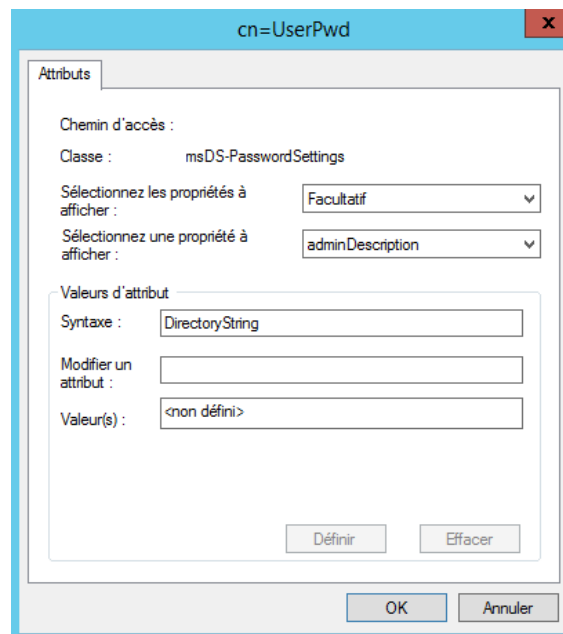 cn=UserPwd
x
Attributs
Chemin d'accès :
Classe : msDS-PasswordSettings
Sélectionnez les propriétés à
afficher :
Facultatif
Sélectionnez une propriété à
afficher :
adminDescription
Valeurs d'attribut
Syntaxe : DirectoryString
Modifier un
attribut :
Valeur(s) : <non défini>
Définir Effacer
OK Annuler